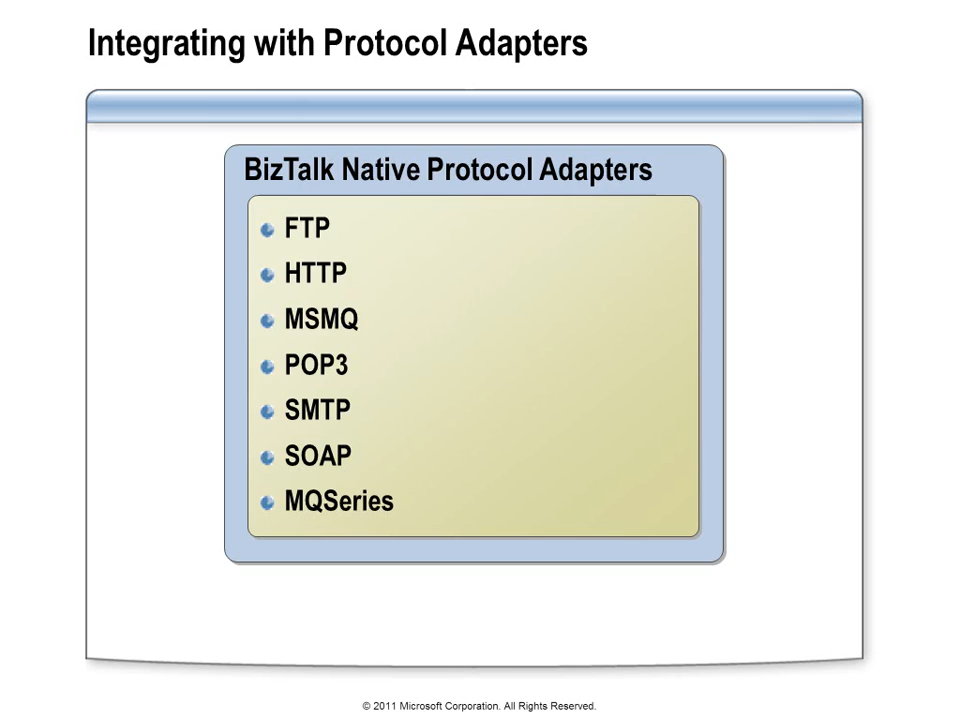 Integrating with Protocol Adapters
BizTalk Native Protocol Adapters
FTP
HTTP
MSMQ
POP3
SMTP
SOAP
MQSeries
© 2011 Microsoft Corporation. All Rights Reserved.